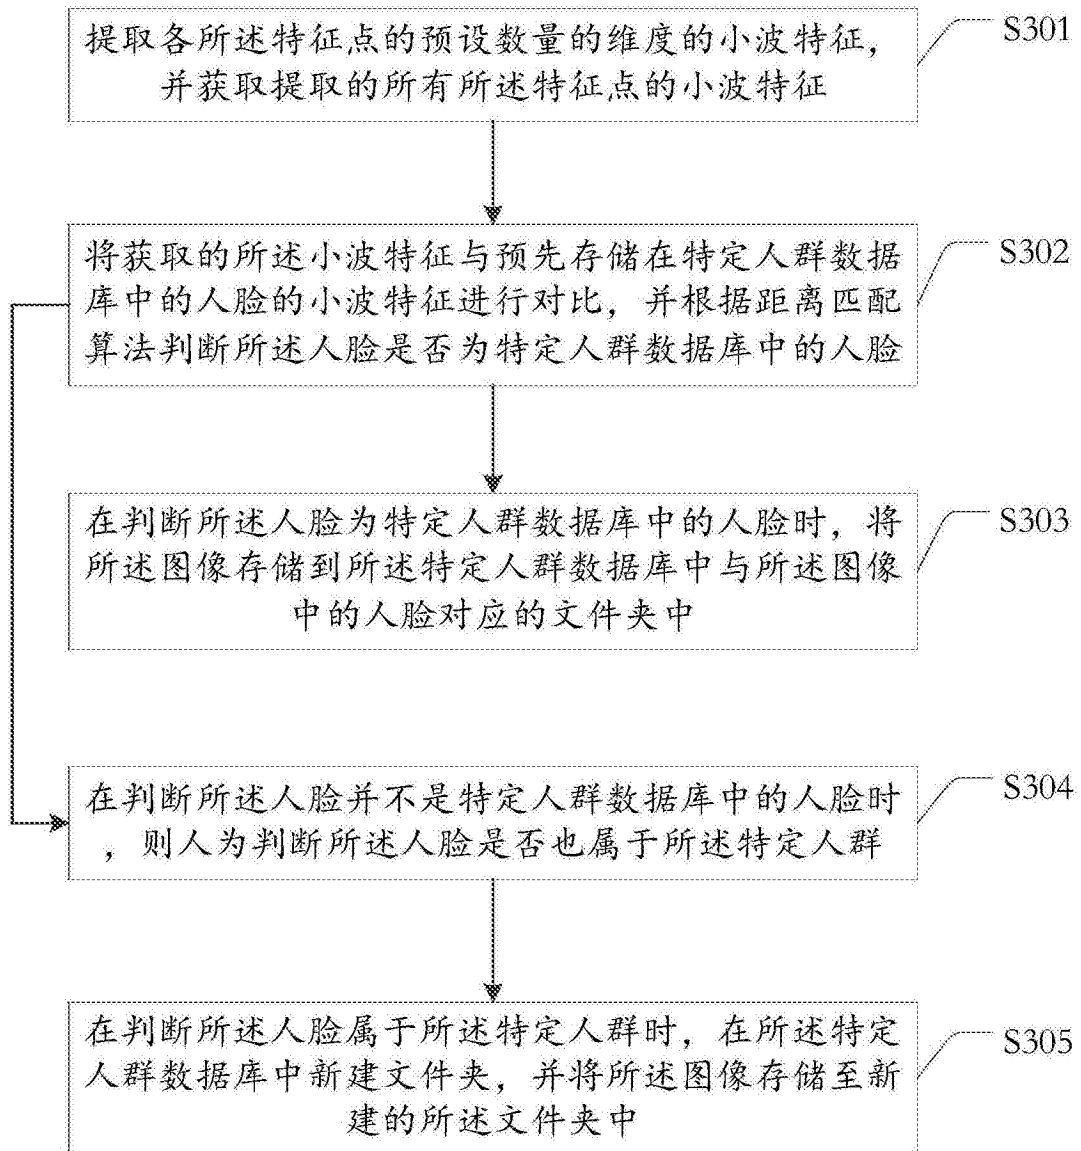 提取各所述特征点的预设数量的维度的小波特征，
并获取提取的所有所述特征点的小波特征
S301
将获取的所述小波特征与预先存储在特定人群数据
库中的人脸的小波特征进行对比，并根据距离匹配
算法判断所述人脸是否为特定人群数据库中的人脸
S302
在判断所述人脸为特定人群数据库中的人脸时，将
所述图像存储到所述特定人群数据库中与所述图像
中的人脸对应的文件夹中
S303
在判断所述人脸并不是特定人群数据库中的人脸时
，则人为判断所述人脸是否也属于所述特定人群
S304
在判断所述人脸属于所述特定人群时，在所述特定
人群数据库中新建文件夹，并将所述图像存储至新
建的所述文件夹中
S305